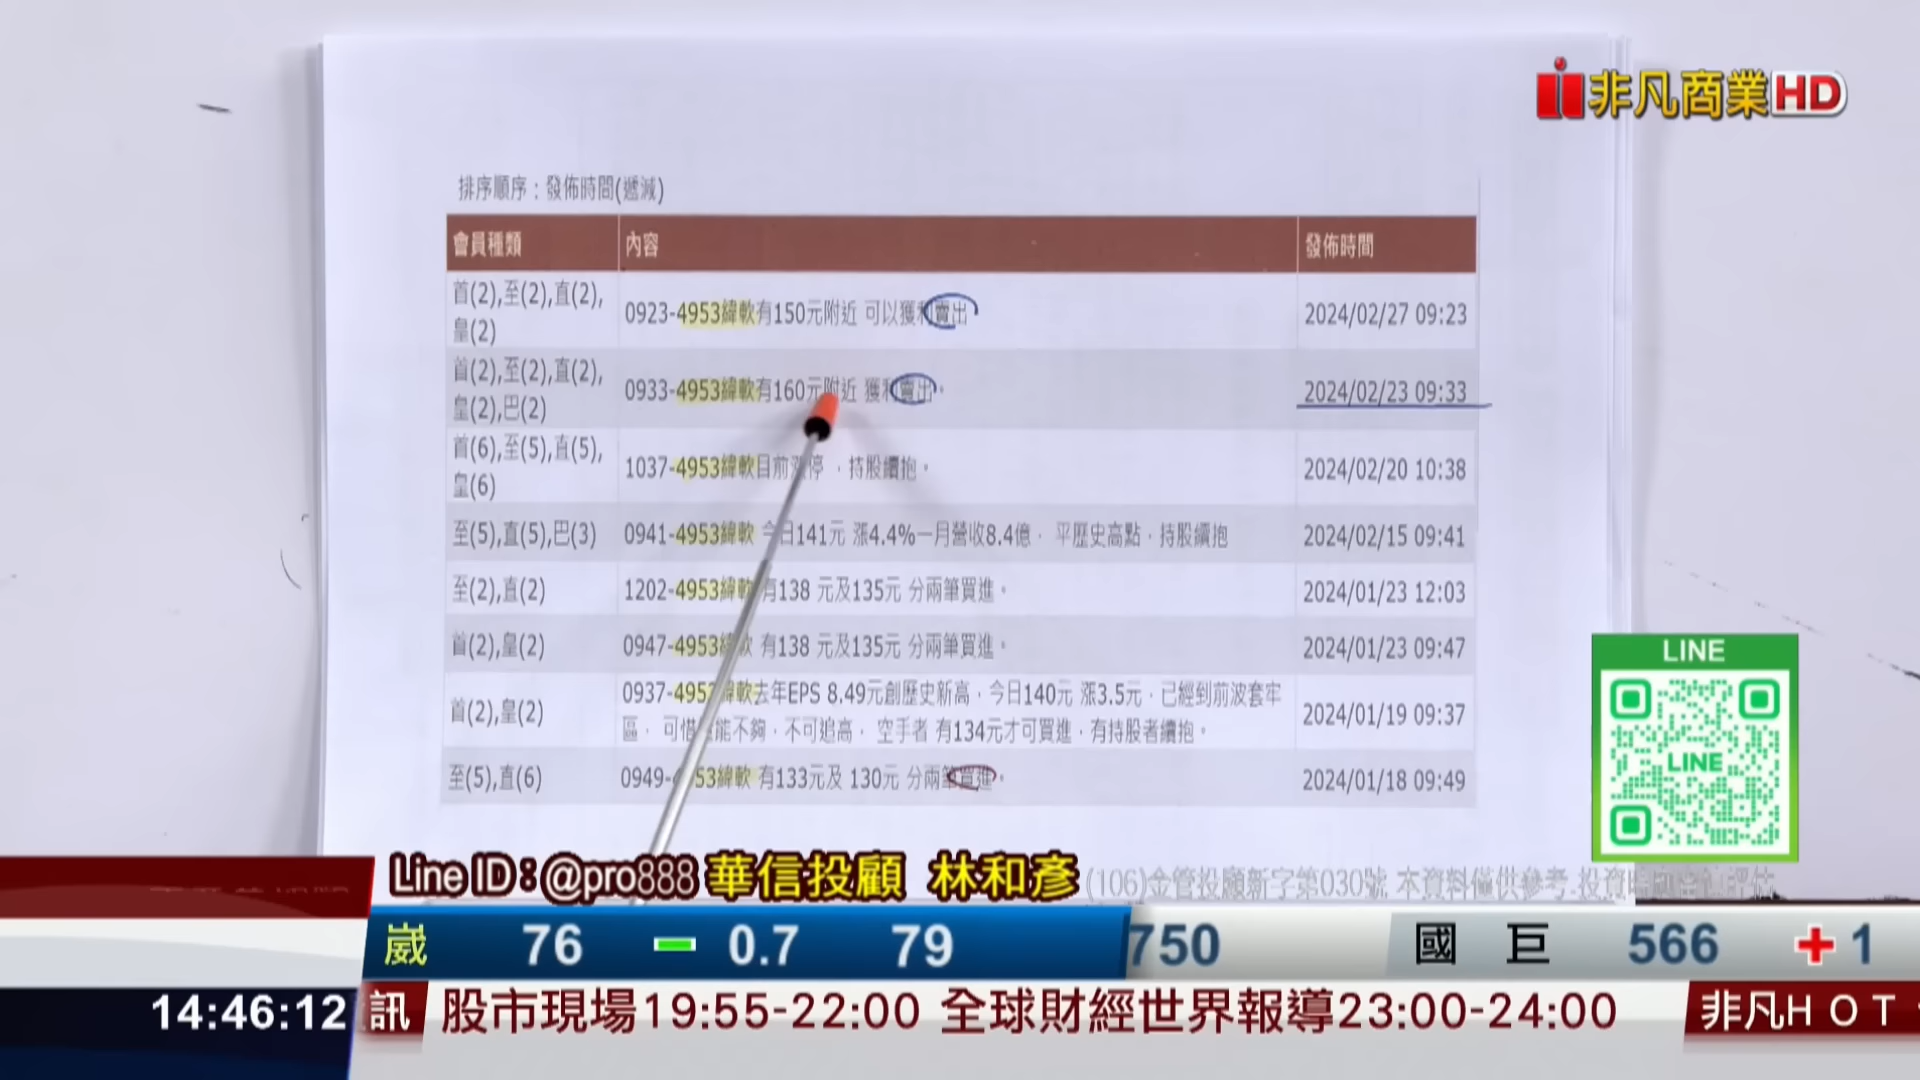 非凡商業HD
排序順序：發佈時間(遞減)
會員種類 內容 發佈時間
首(2),至(2),直(2),
皇(2)
0923-4953緯軟有150元附近 可以獲利賣出
2024/02/27 09:23
首(2),至(2),直(2),
皇(2),巴(2)
0933-4953緯軟有160元附近 獲利賣出。
2024/02/23 09:33
首(6),至(5),直(5),
皇(6)
1037-4953緯軟目前漲停 ，持股續抱。
2024/02/20 10:38
至(5),直(5),巴(3)
0941-4953緯軟 今日141元 漲4.4%一月營收8.4億， 平歷史高點，持股續抱
2024/02/15 09:41
至(2),直(2)
1202-4953緯軟 有138 元及135元 分兩筆買進。
2024/01/23 12:03
首(2),皇(2)
0947-4953緯軟 有138 元及135元 分兩筆買進。
2024/01/23 09:47
首(2),皇(2)
0937-4953緯軟去年EPS 8.49元創歷史新高，今日140元 漲3.5元，已經到前波套牢
區， 可惜 能不夠，不可追高， 空手者 有134元才可買進，有持股者續抱。
2024/01/19 09:37
至(5),直(6)
0949-4953緯軟 有133元及 130元 分兩筆買進。
2024/01/18 09:49
LINE
LINE
Line ID：@pro888 華信投顧 林和彥
(106)金管投顧新字第030號 本資料僅供參考 投資時
崴 76 0.7 79 750 國巨 566 +1
14:46:12
訊 股市現場19:55-22:00 全球財經世界報導23:00-24:00 非凡HOT